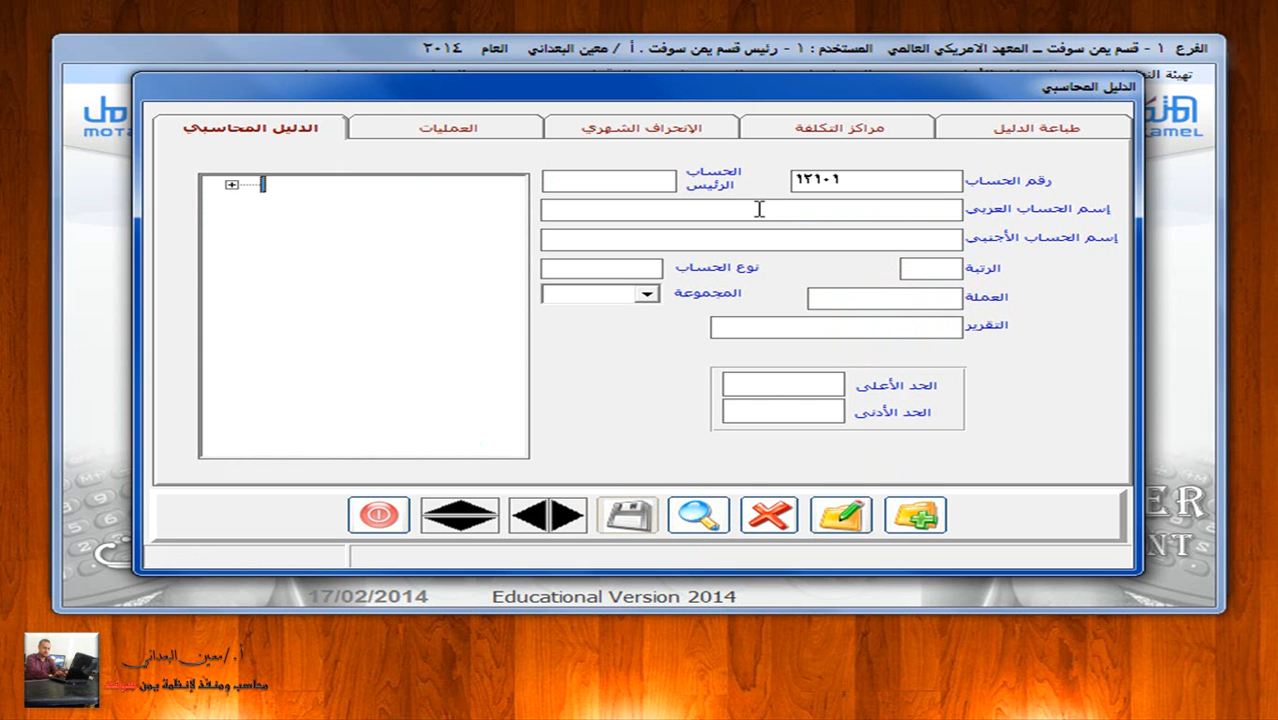 الفرع ١ - قسم يمن سوفت ــ المعهد الامريكي العالمي المستخدم : ١ - رئيس قسم يمن سوفت . أ / معين البعداني العام ٢٠١٤
تهيئة
الدليل المحاسبي
طباعة الدليل
مراكز التكلفة
الإنحراف الشهري
العمليات
الدليل المحاسبي
رقم الحساب ١٢١٠١
الحساب الرئيس
إسم الحساب العربي
إسم الحساب الأجنبي
الرتبة
نوع الحساب
العملة
المجموعة
التقرير
الحد الأعلى
الحد الأدنى
17/02/2014 Educational Version 2014
أ./معين البعداني
محاسب ومنفذ لإنظمة يمن سوفت